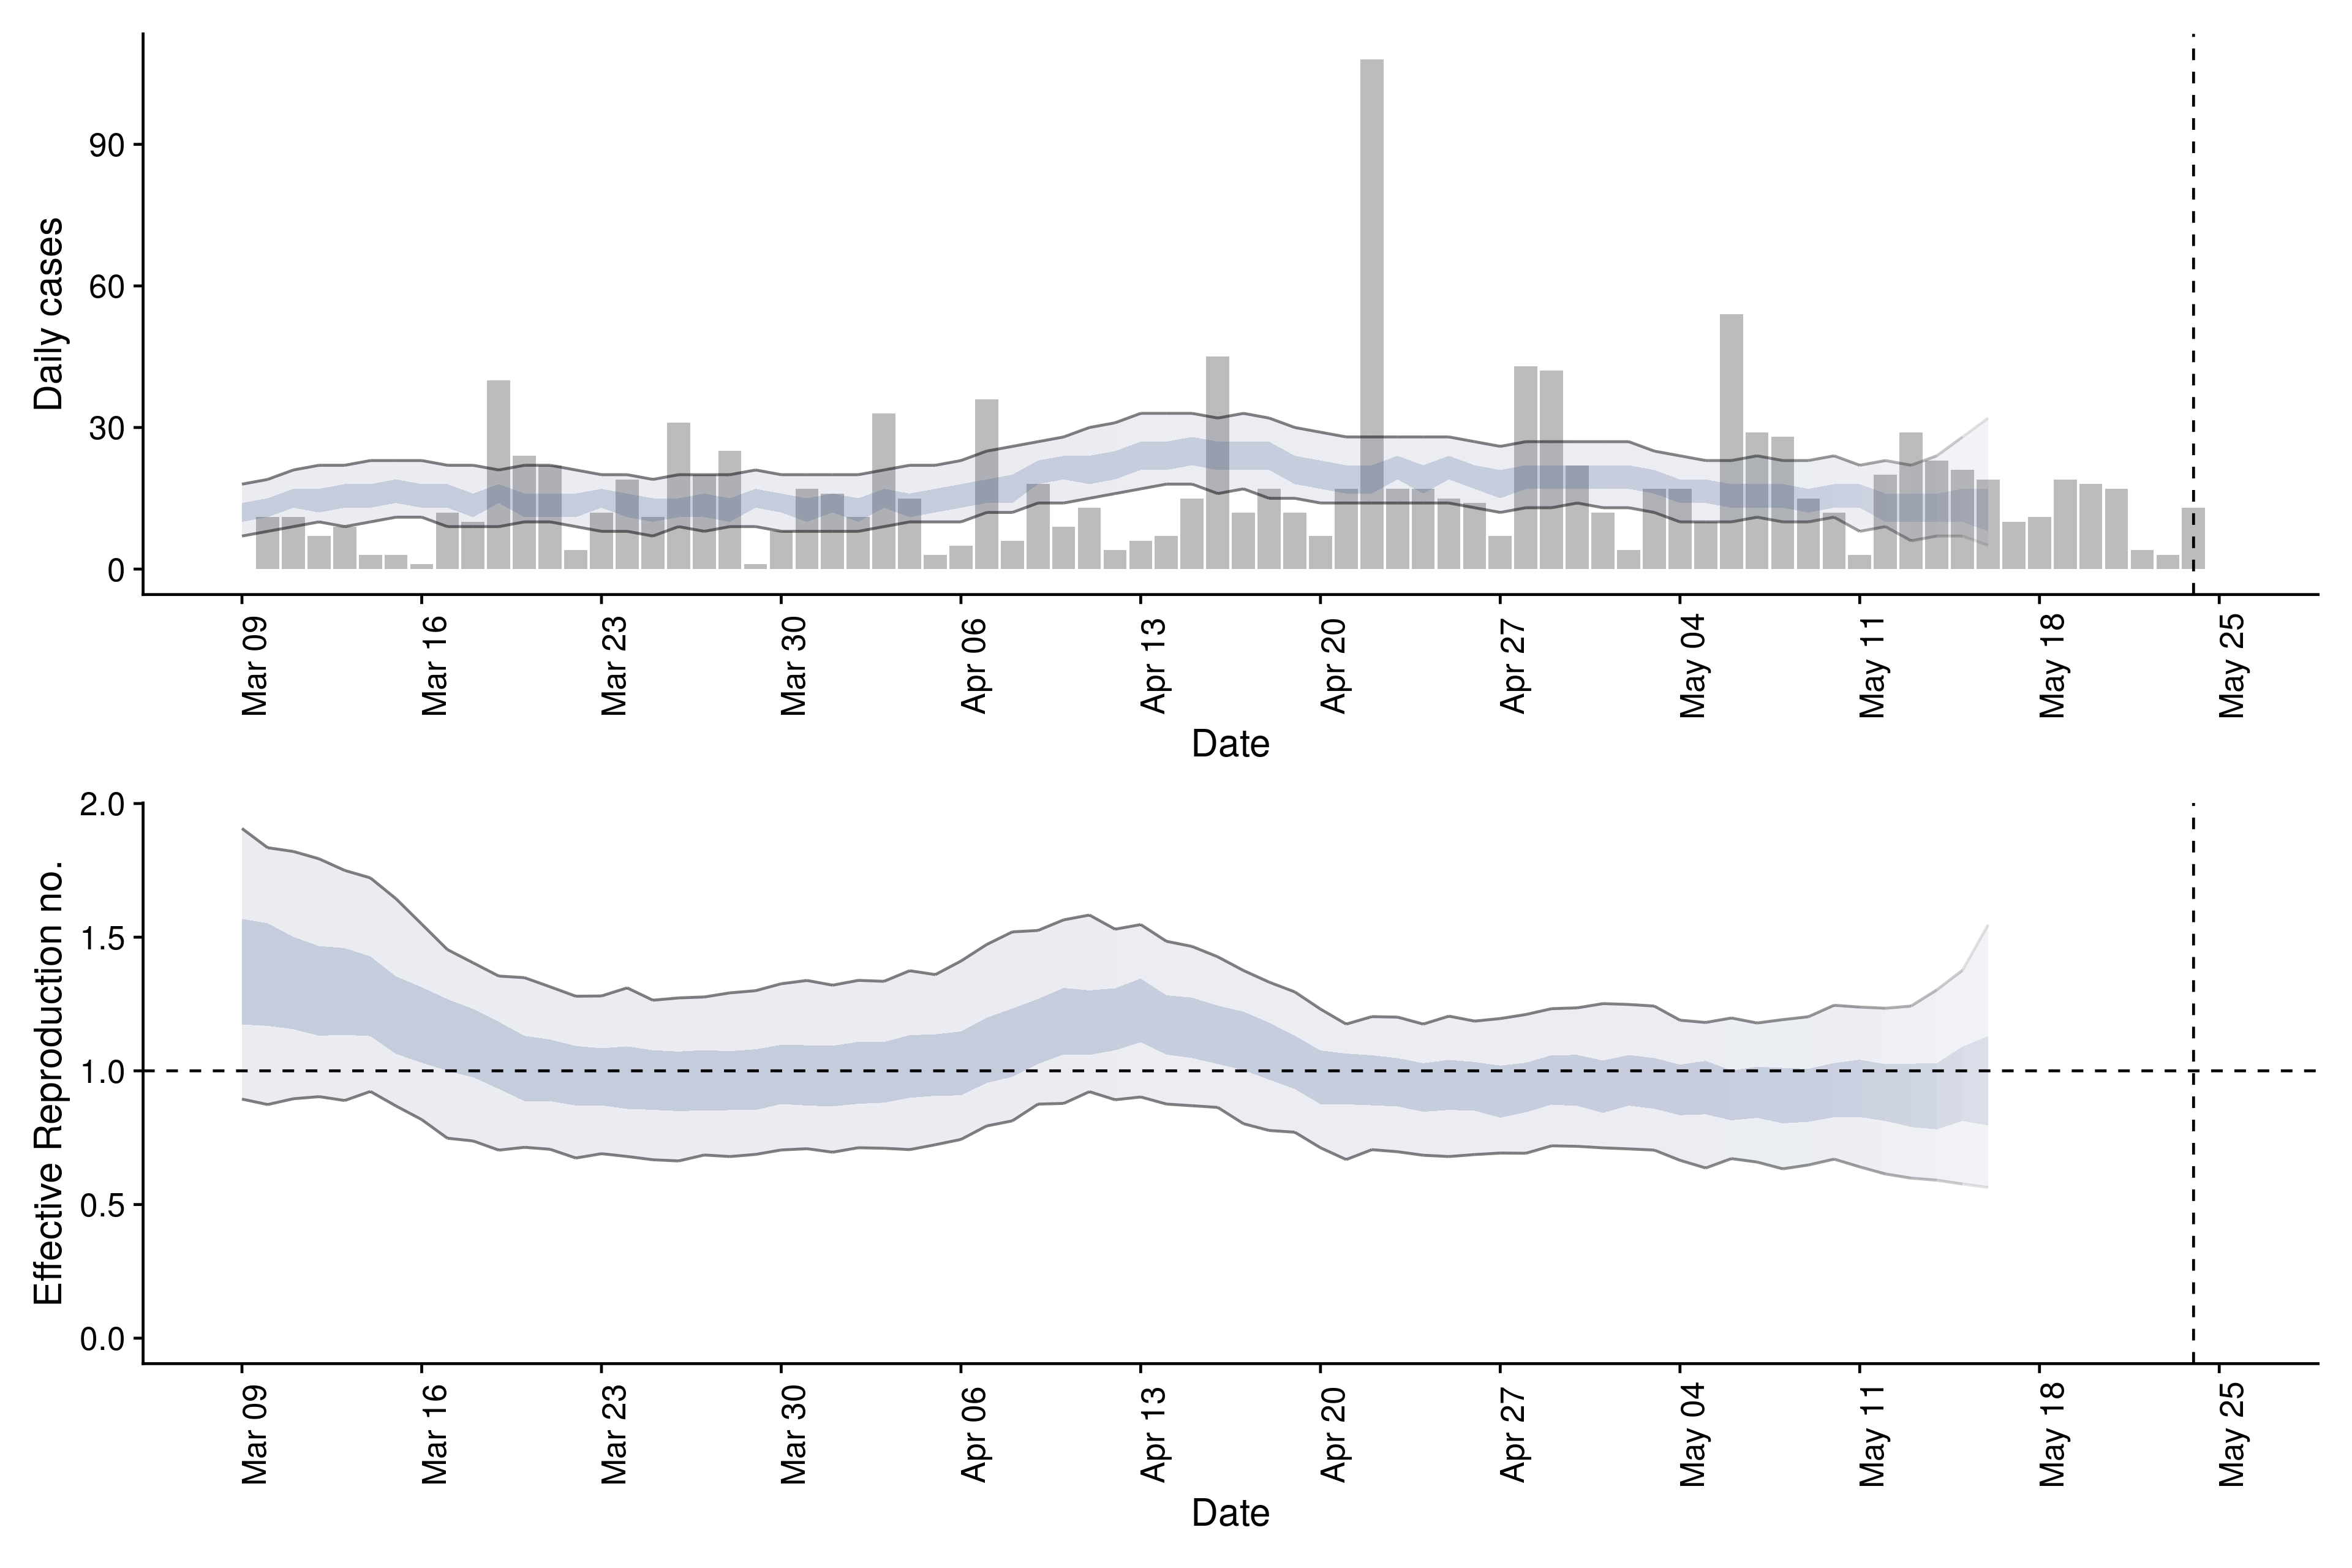 Daily cases
90
60
30
0
Mar 09
Mar 16
Mar 23
Mar 30
Apr 06
Apr 13
Apr 20
Apr 27
May 04
May 11
May 18
May 25
Date
Effective Reproduction no.
2.0
1.5
1.0
0.5
0.0
Mar 09
Mar 16
Mar 23
Mar 30
Apr 06
Apr 13
Apr 20
Apr 27
May 04
May 11
May 18
May 25
Date